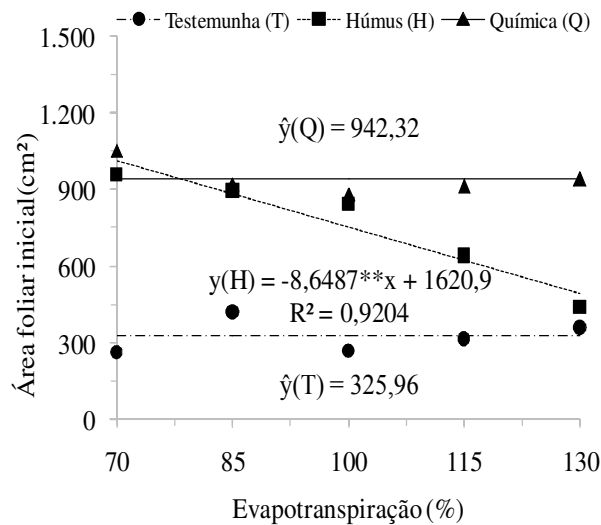 Testemunha (T) Húmus (H) Química (Q)
1.500
1.200
900
600
300
0
Área foliar inicial(cm²)
ŷ(Q) = 942,32
y(H) = -8,6487**x + 1620,9
R² = 0,9204
ŷ(T) = 325,96
70 85 100 115 130
Evapotranspiração (%)